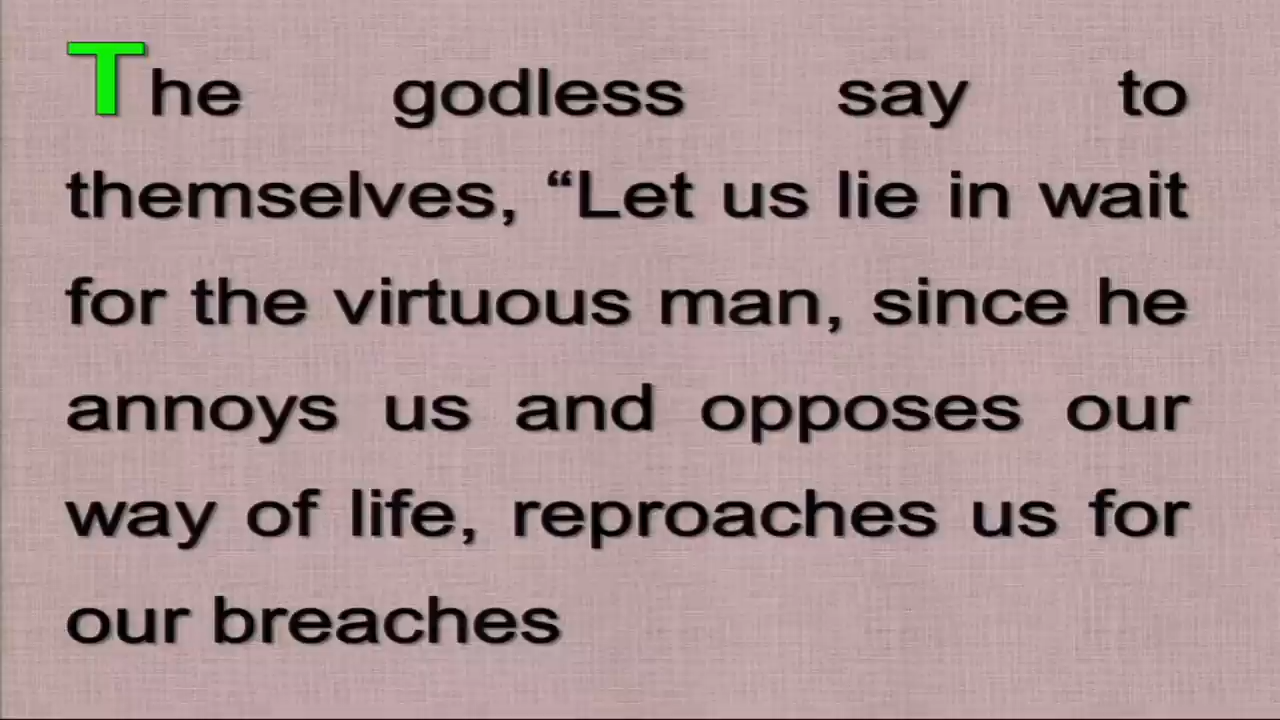 The godless say to
themselves, “Let us lie in wait
for the virtuous man, since he
annoys us and opposes our
way of life, reproaches us for
our breaches